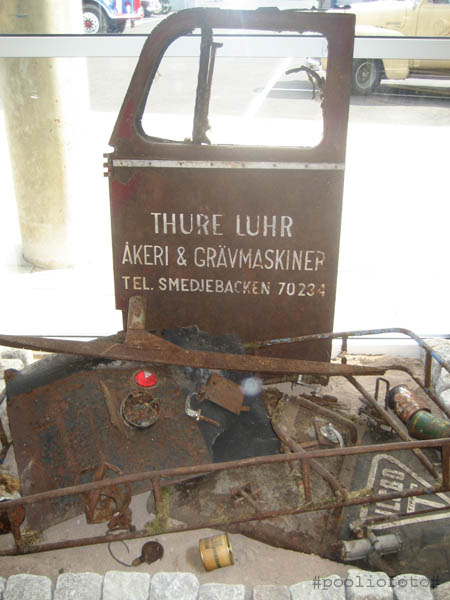 THURE LUHR
ÅKERI & GRÄVMASKINER
TEL. SMEDJEBACKEN 70234
#pooliofoto#